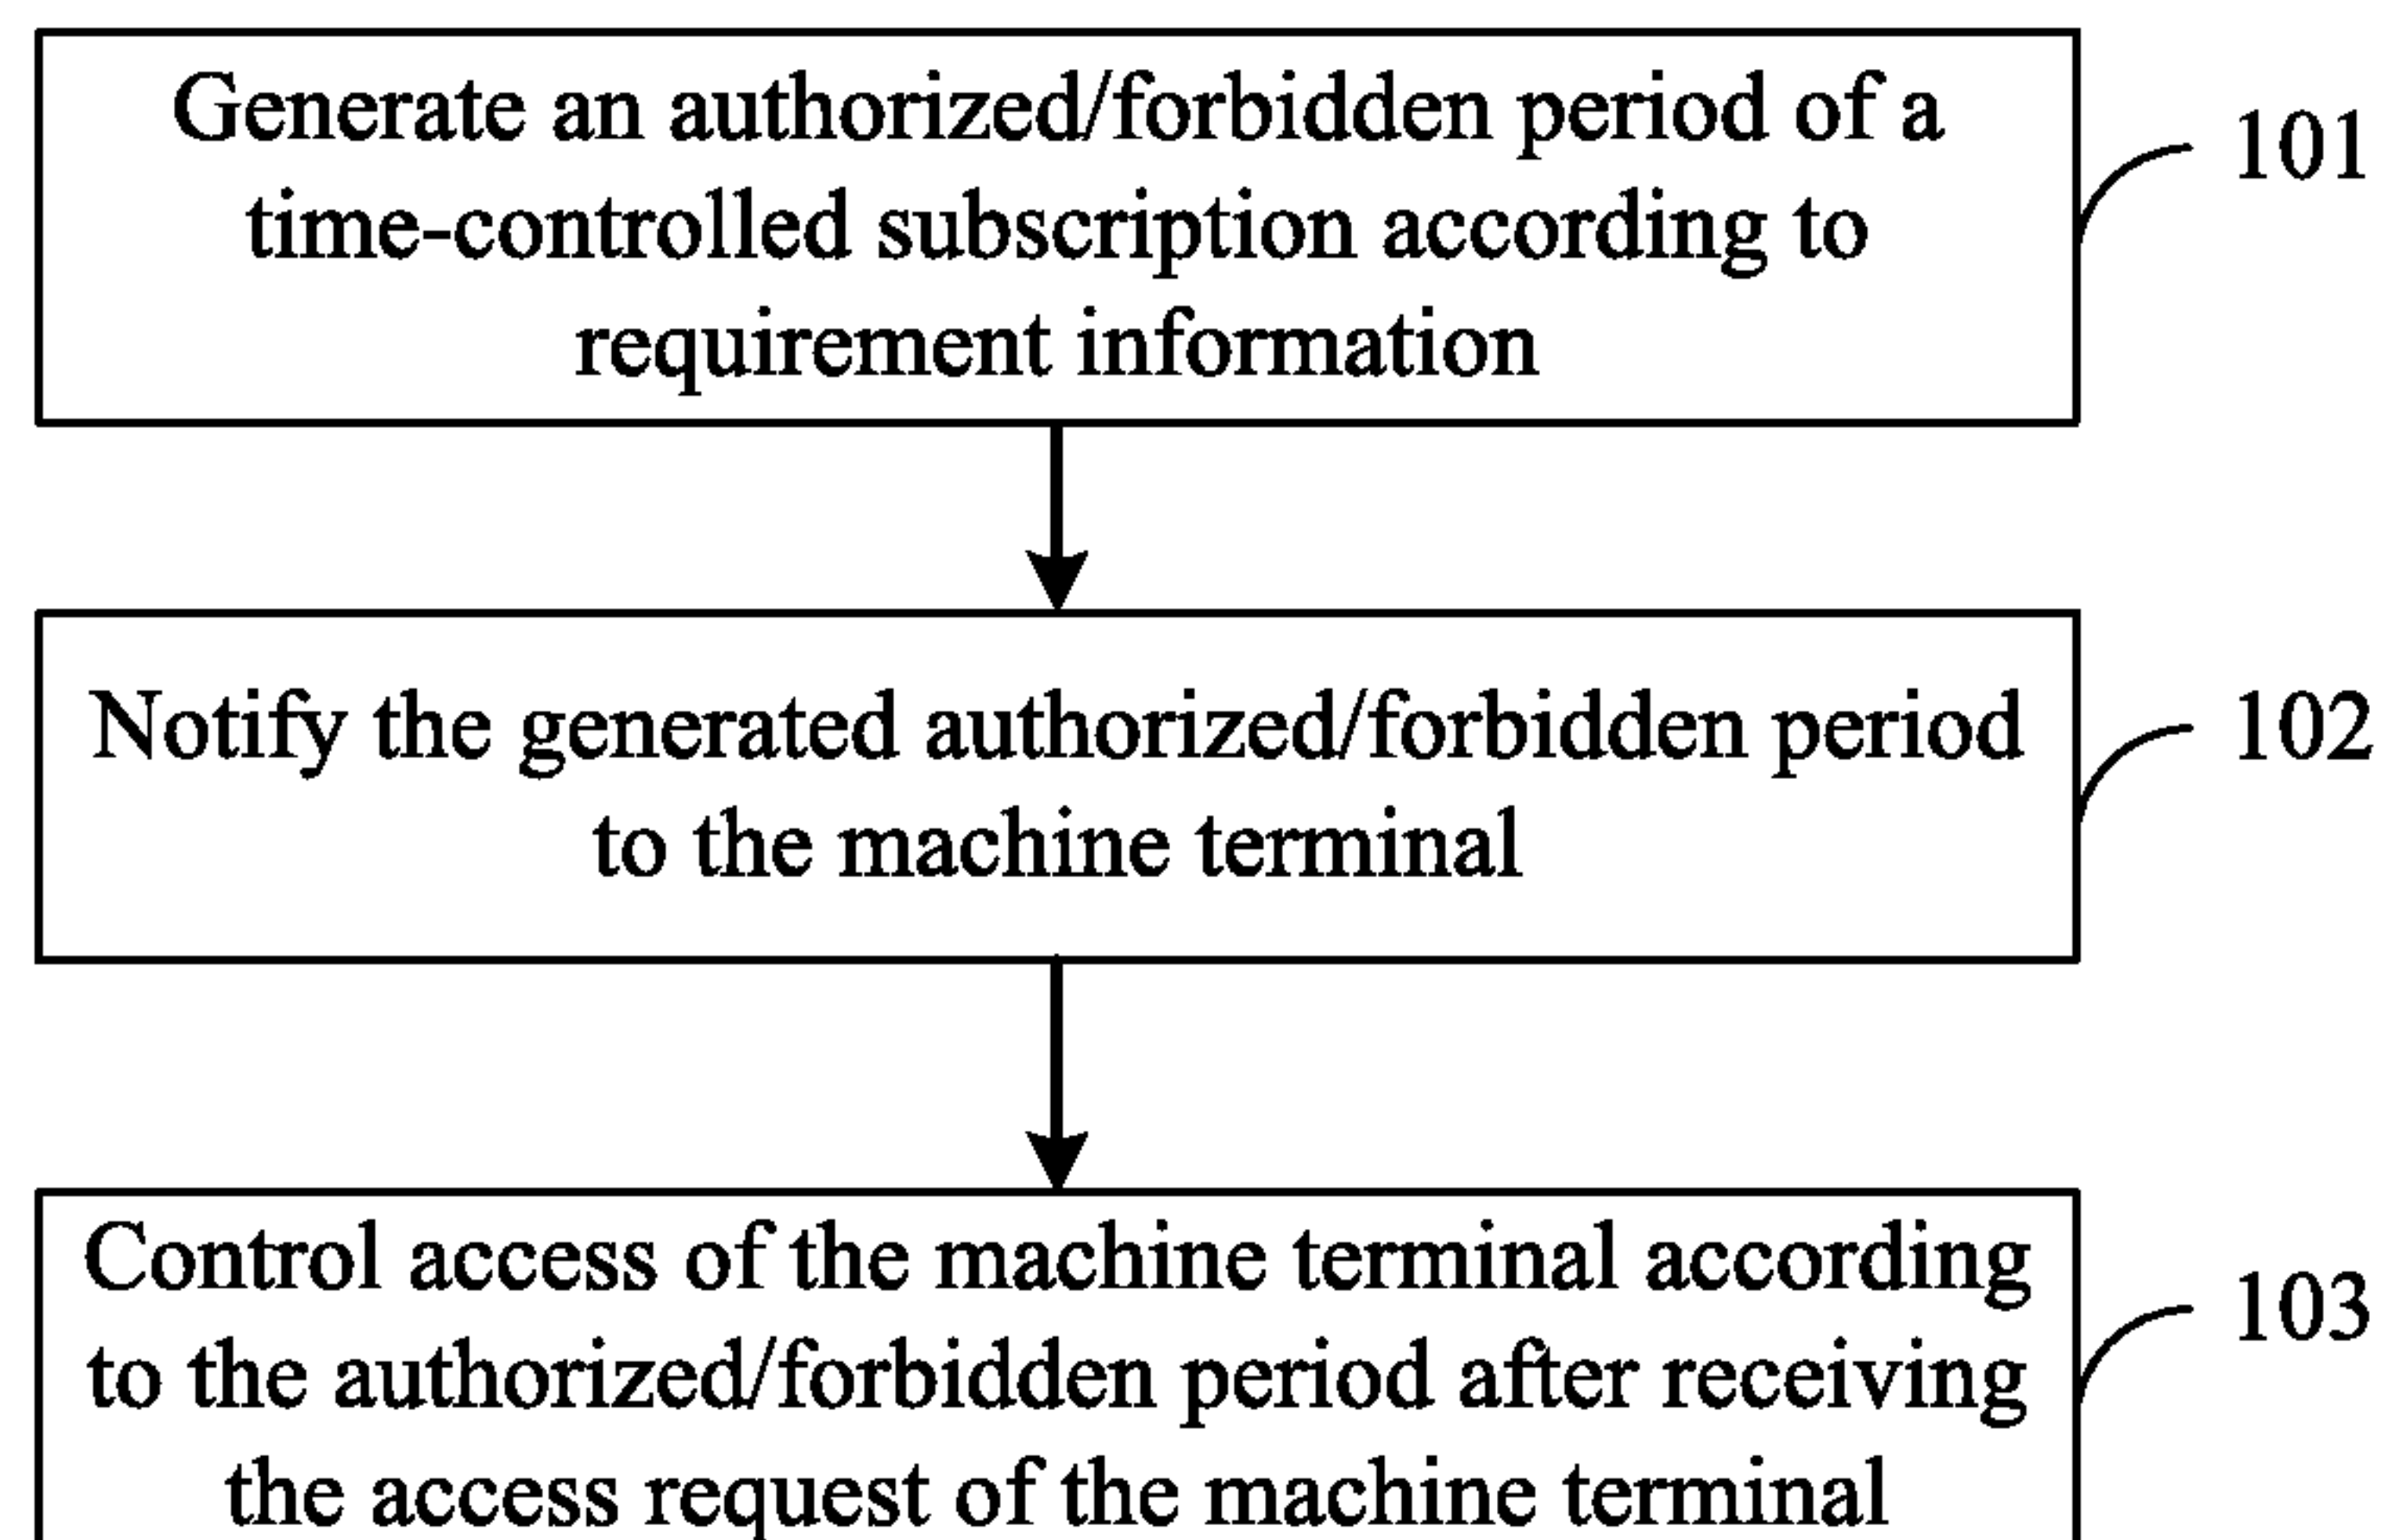 Generate an authorized/forbidden period of a
time-controlled subscription according to
requirement information
101
Notify the generated authorized/forbidden period
to the machine terminal
102
Control access of the machine terminal according
to the authorized/forbidden period after receiving
the access request of the machine terminal
103